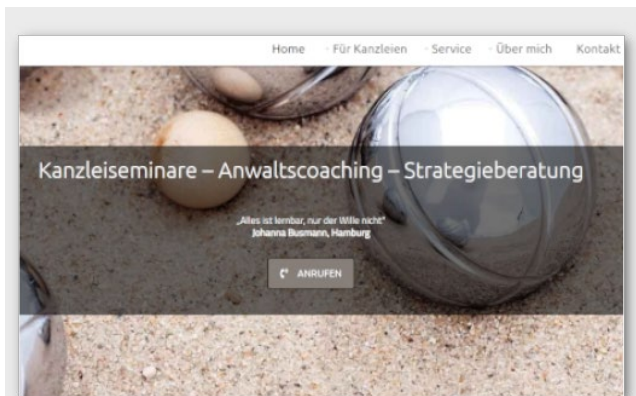 Home · Für Kanzleien · Service · Über mich Kontakt
Kanzleiseminare – Anwaltscoaching – Strategieberatung
„Alles ist lernbar, nur der Wille nicht“
Johanna Busmann, Hamburg
ANRUFEN